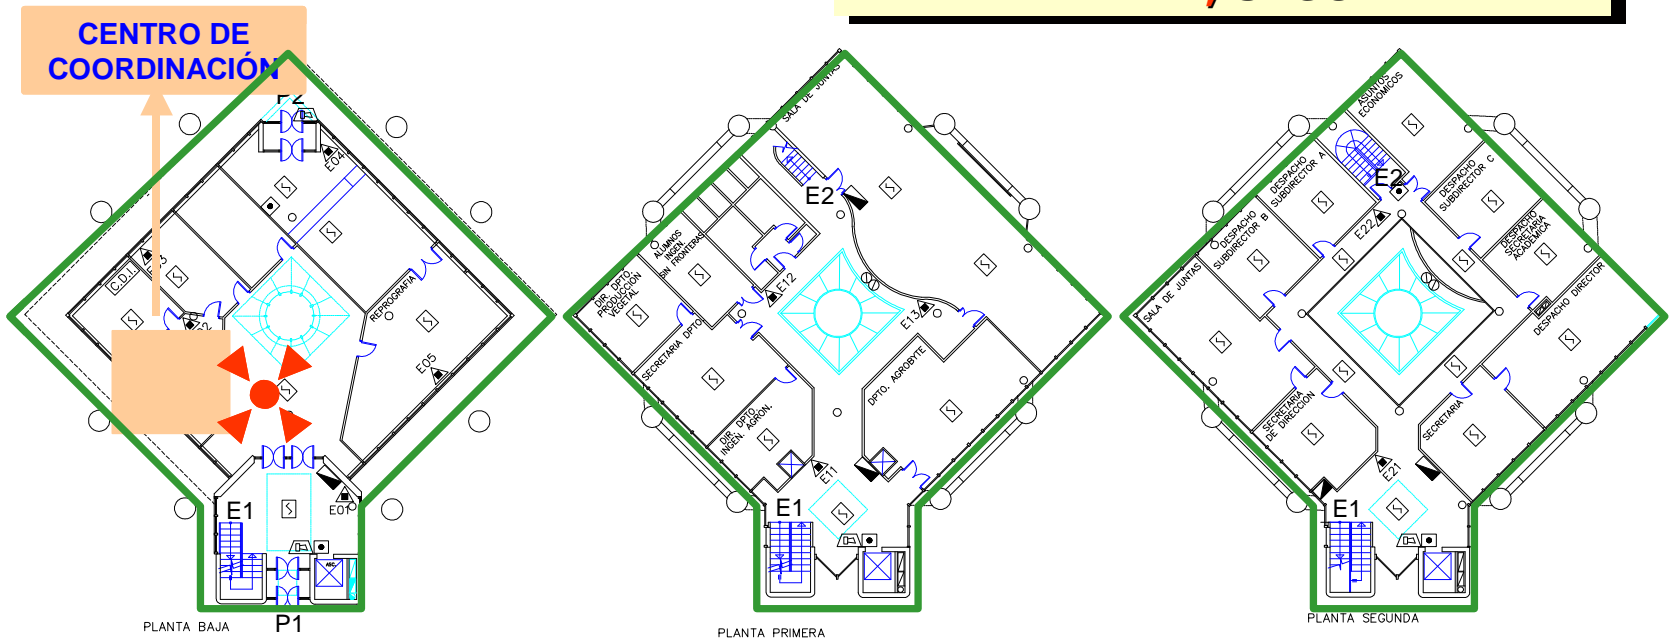 CENTRO DE
COORDINACIÓN
P2
E04
E03
C.D.I.
E02
REPROGRAFIA
E05
E01
E1
ASC.
PLANTA BAJA
P1
SALA DE JUNTAS
E2
ALUMNOS
INGEN.
SIN FRONTERAS
DIR. DPTO.
PRODUCCION
VEGETAL
E12
E13
SECRETARIA DPTO.
DPTO. AGROBYTE
DIR. DPTO.
INGEN. AGRON.
E11
E1
PLANTA PRIMERA
ASUNTOS
ECONOMICOS
DESPACHO
SUBDIRECTOR A
E2
DESPACHO
SUBDIRECTOR C
DESPACHO
SUBDIRECTOR B
E22
DESPACHO
SECRETARIA
ACADEMICA
SALA DE JUNTAS
DESPACHO DIRECTOR
SECRETARIA
DE DIRECCION
SECRETARIA
E21
E1
PLANTA SEGUNDA